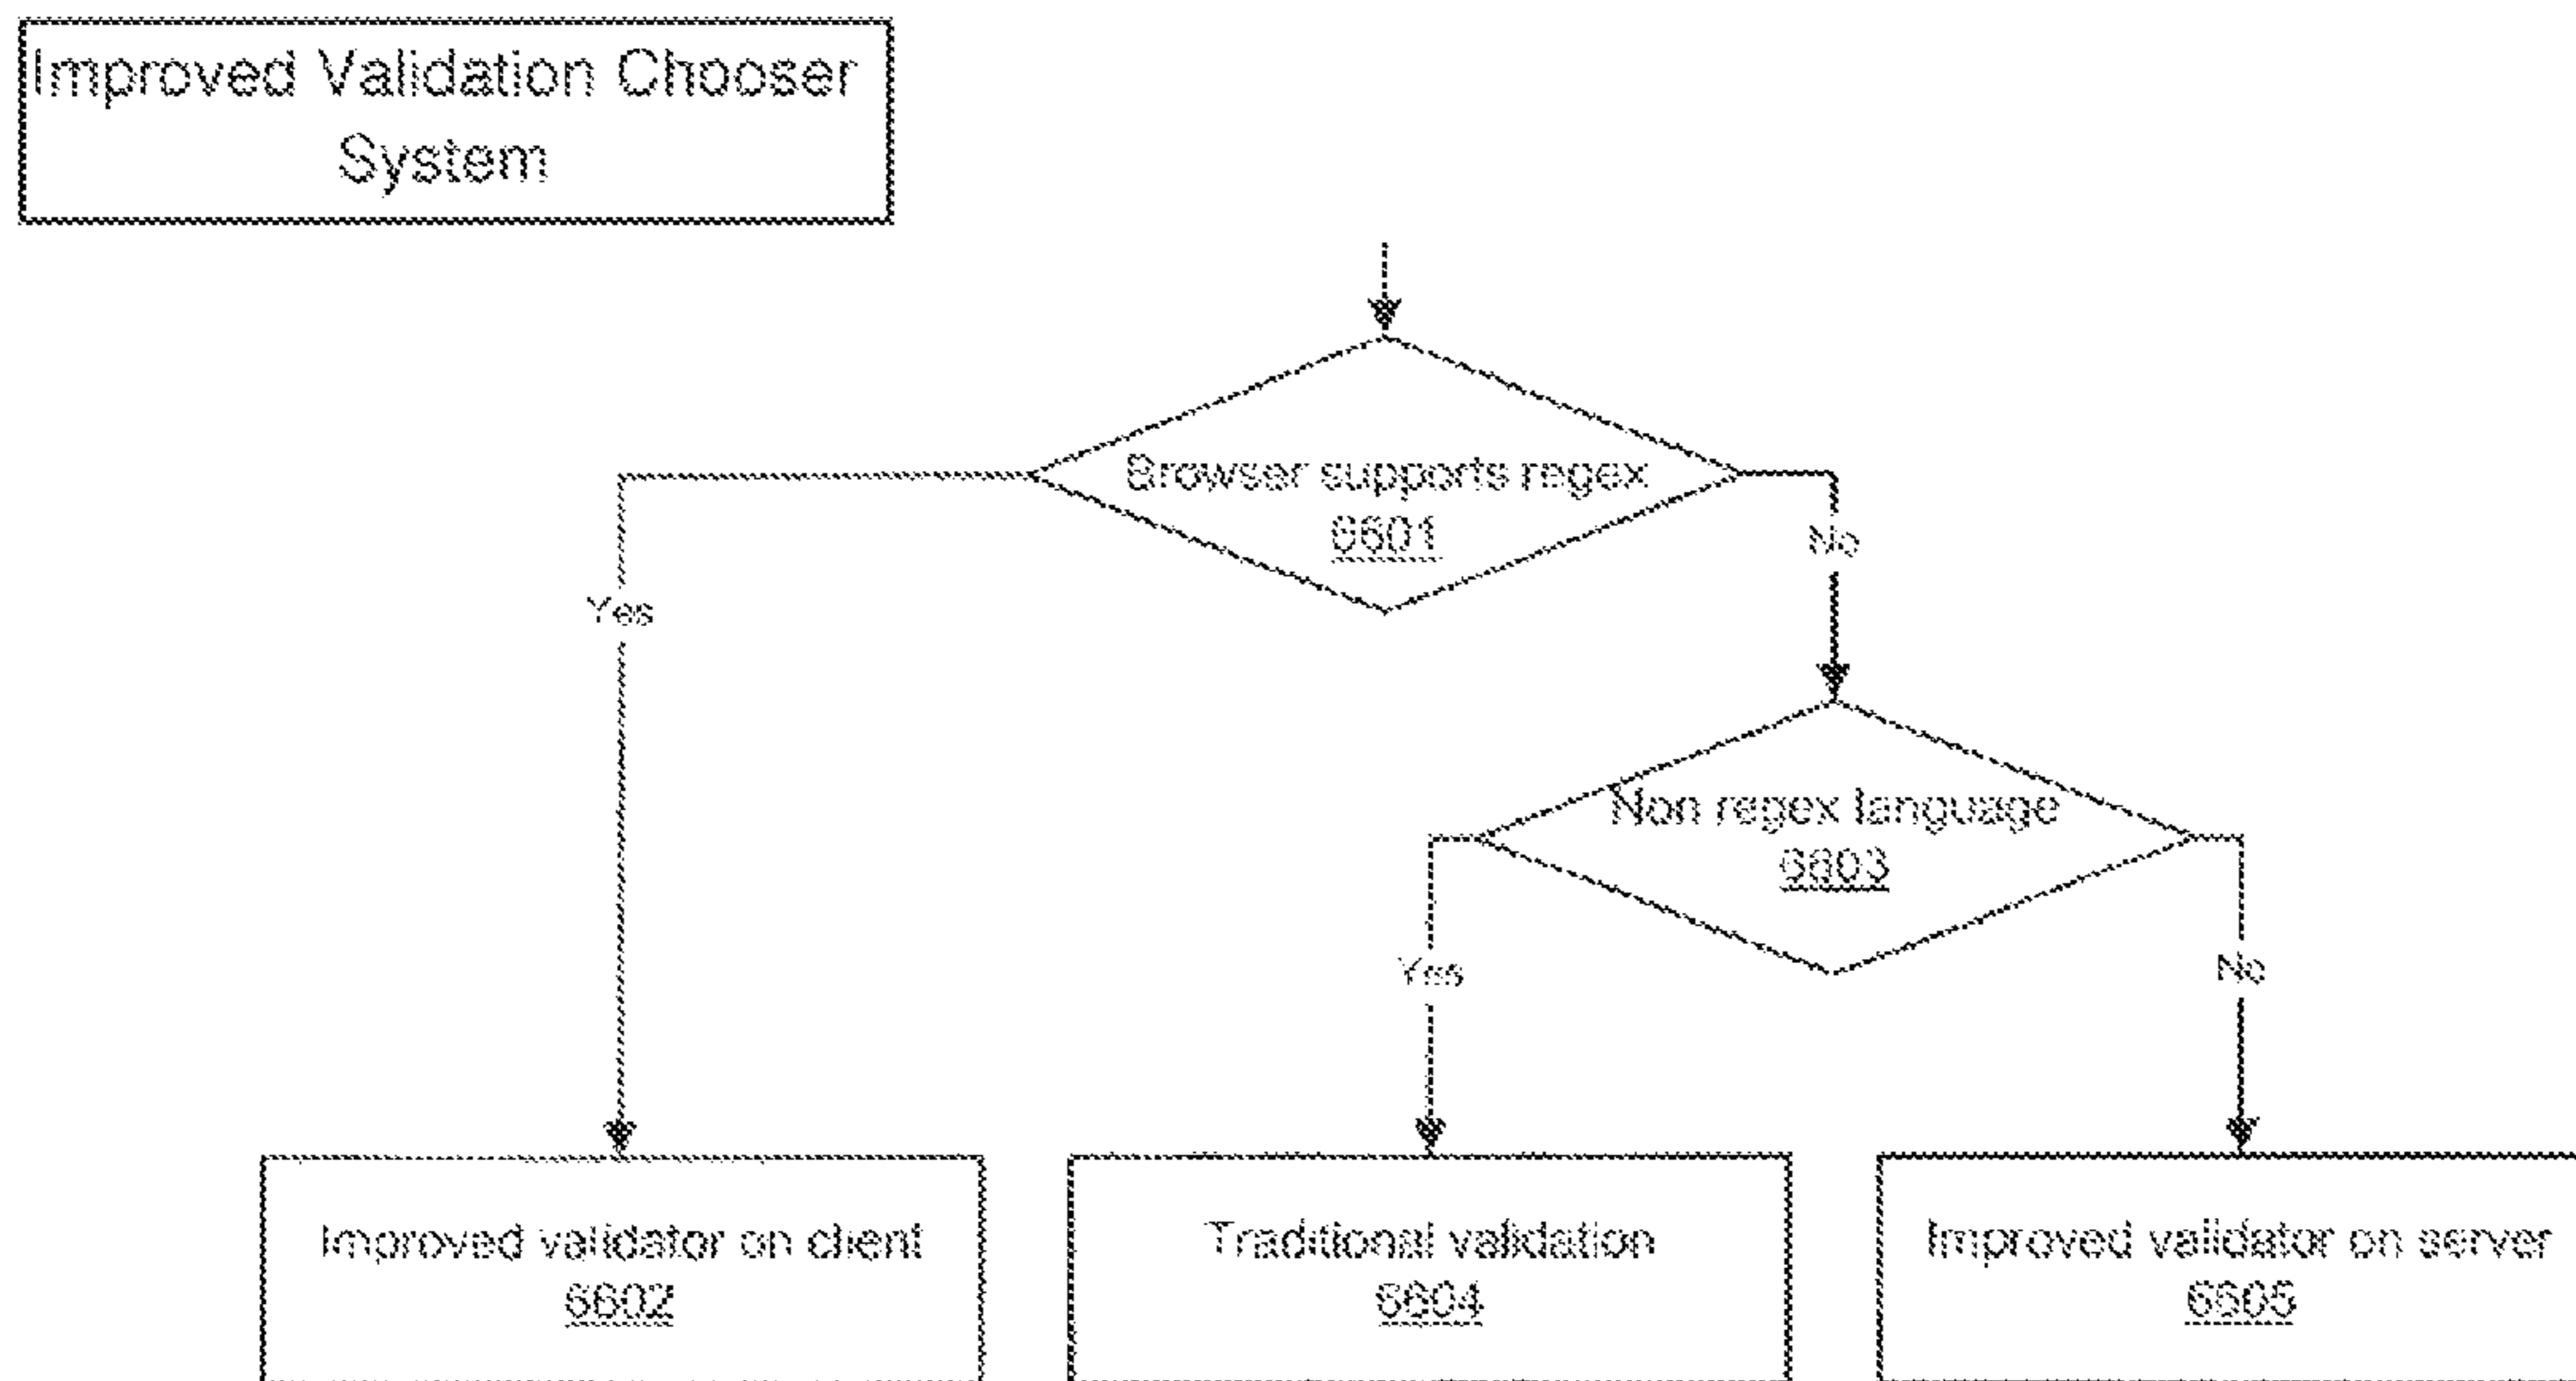 Improved Validation Chooser
System
Browser supports regex
6601
No
Yes
Non regex language
6603
Yes
No
Improved validator on client
6602
Traditional validation
6604
Improved validator on server
6605